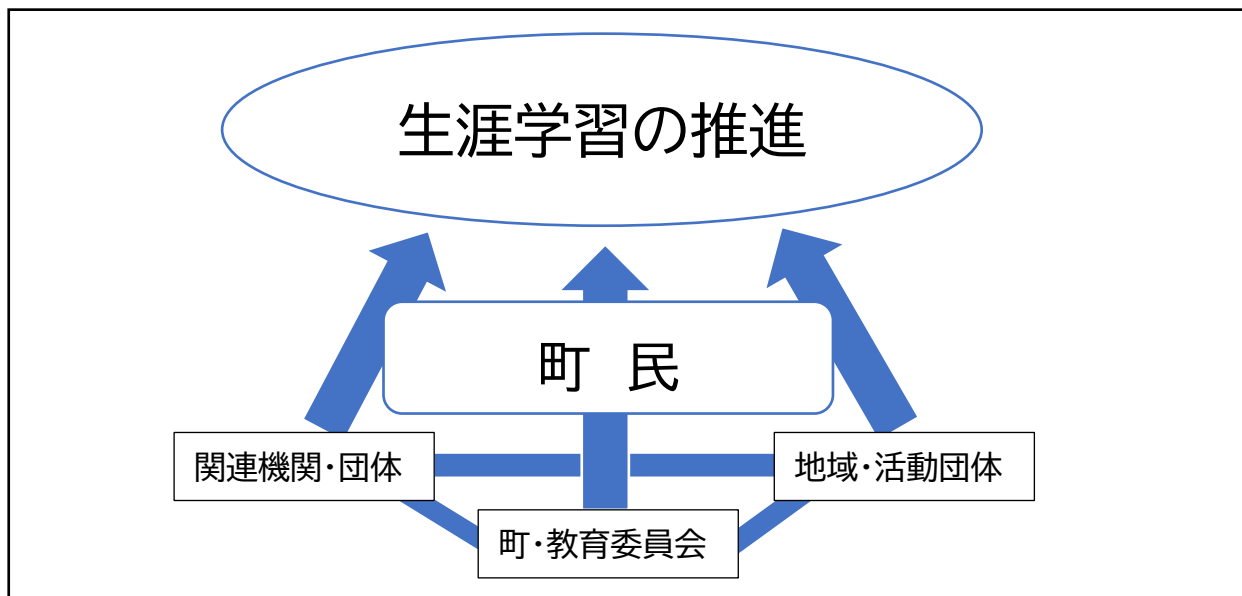 生涯学習の推進
町 民
関連機関・団体
地域・活動団体
町・教育委員会